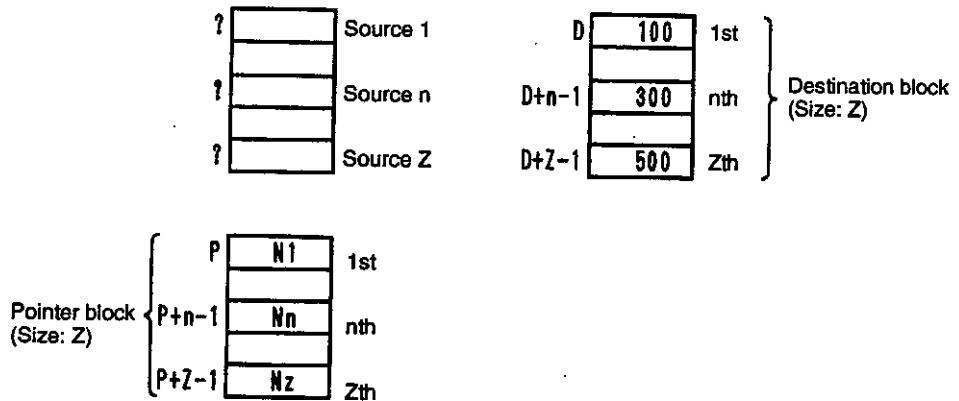 ? Source 1
? Source n
? Source Z
D 100 1st
D+n-1 300 nth
D+Z-1 500 Zth
Destination block
(Size: Z)
P N1 1st
P+n-1 Nn nth
P+Z-1 Nz Zth
Pointer block
(Size: Z)